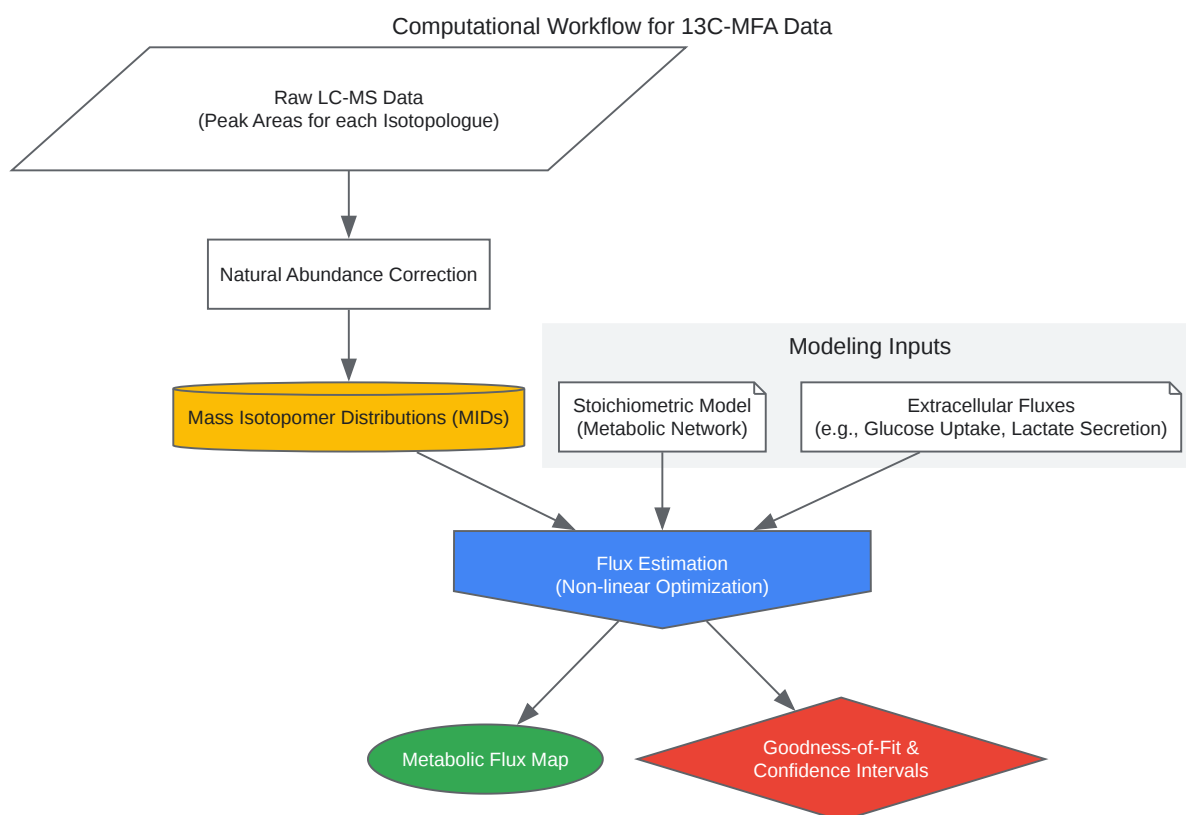 Computational Workflow for 13C-MFA Data
Raw LC-MS Data
(Peak Areas for each Isotopologue)
Natural Abundance Correction
Modeling Inputs
Mass Isotopomer Distributions (MIDs)
Stoichiometric Model
(Metabolic Network)
Extracellular Fluxes
(e.g., Glucose Uptake, Lactate Secretion)
Flux Estimation
(Non-linear Optimization)
Metabolic Flux Map
Goodness-of-Fit &
Confidence Intervals